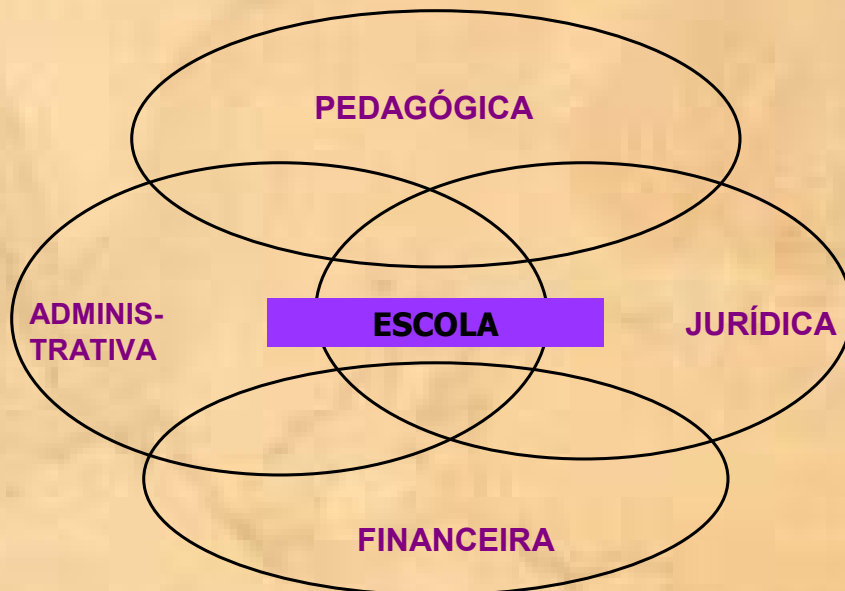 PEDAGÓGICA
ADMINIS-
TRATIVA
ESCOLA
JURÍDICA
FINANCEIRA